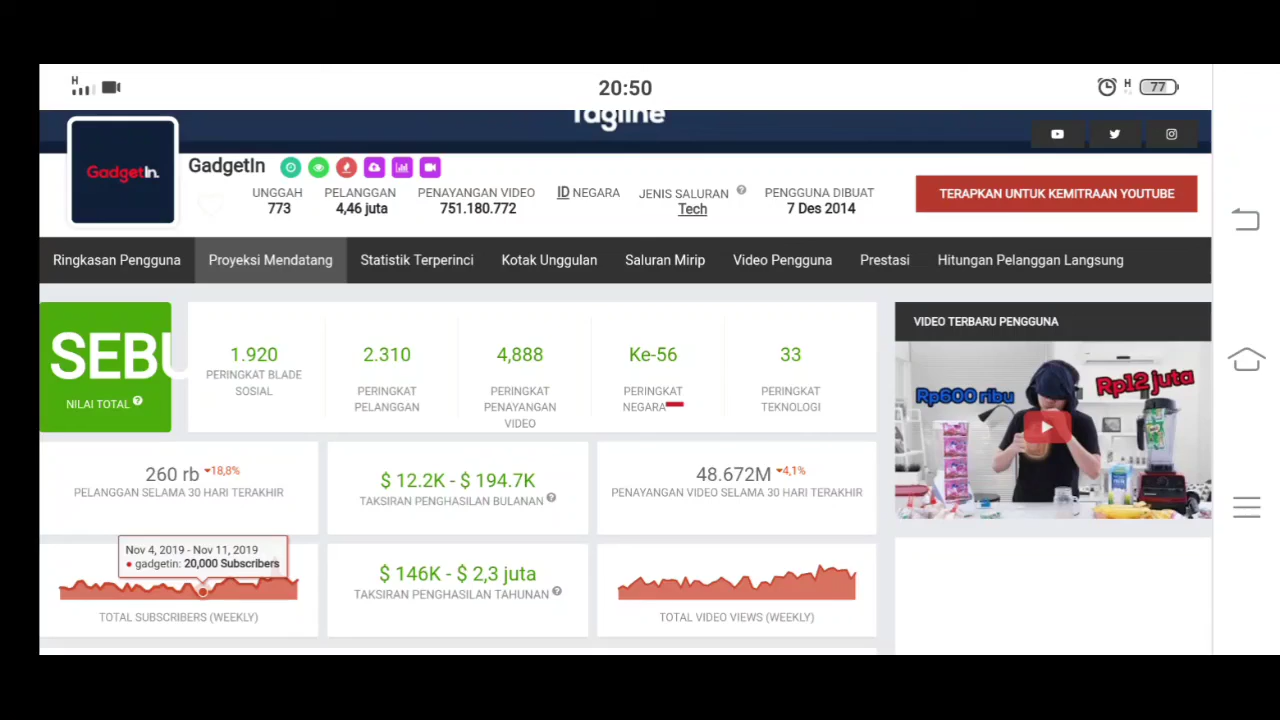 H
20:50
H
77
Tagline
GadgetIn.
GadgetIn
UNGGAH
773
PELANGGAN
4,46 juta
PENAYANGAN VIDEO
751.180.772
ID NEGARA
JENIS SALURAN
Tech
PENGGUNA DIBUAT
7 Des 2014
TERAPKAN UNTUK KEMITRAAN YOUTUBE
Ringkasan Pengguna
Proyeksi Mendatang
Statistik Terperinci
Kotak Unggulan
Saluran Mirip
Video Pengguna
Prestasi
Hitungan Pelanggan Langsung
SEBU
NILAI TOTAL
1.920
PERINGKAT BLADE
SOSIAL
2.310
PERINGKAT
PELANGGAN
4,888
PERINGKAT
PENAYANGAN
VIDEO
Ke-56
PERINGKAT
NEGARA
33
PERINGKAT
TEKNOLOGI
VIDEO TERBARU PENGGUNA
Rp600 ribu
Rp12 juta
260 rb 18,8%
PELANGGAN SELAMA 30 HARI TERAKHIR
$ 12.2K - $ 194.7K
TAKSIRAN PENGHASILAN BULANAN
48.672M 4,1%
PENAYANGAN VIDEO SELAMA 30 HARI TERAKHIR
Nov 4, 2019 - Nov 11, 2019
gadgetin: 20,000 Subscribers
TOTAL SUBSCRIBERS (WEEKLY)
$ 146K - $ 2,3 juta
TAKSIRAN PENGHASILAN TAHUNAN
TOTAL VIDEO VIEWS (WEEKLY)